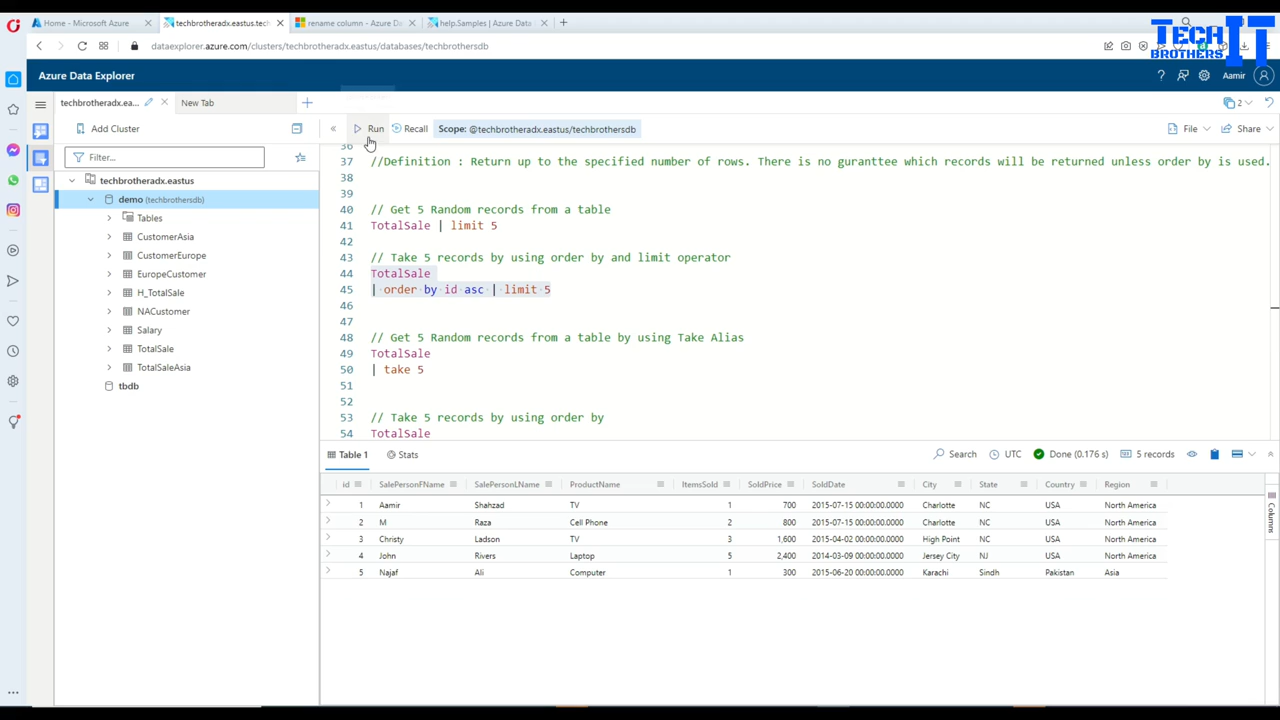 Home - Microsoft Azure
techbrotheradx.eastus.tech
rename column - Azure Da
help.Samples | Azure Data
TECH IT BROTHERS
dataexplorer.azure.com/clusters/techbrotheradx.eastus/databases/techbrothersdb
Azure Data Explorer
Aamir
techbrotheradx.ea...
New Tab
2
Add Cluster
Run
Recall
Scope: @techbrotheradx.eastus/techbrothersdb
File
Share
Filter...
techbrotheradx.eastus
demo (techbrothersdb)
Tables
CustomerAsia
CustomerEurope
EuropeCustomer
H_TotalSale
NACustomer
Salary
TotalSale
TotalSaleAsia
tbdb
36
37 //Definition : Return up to the specified number of rows. There is no gurantee which records will be returned unless order by is used.
38
39
40 // Get 5 Random records from a table
41 TotalSale | limit 5
42
43 // Take 5 records by using order by and limit operator
44 TotalSale
45 | order by id asc | limit 5
46
47
48 // Get 5 Random records from a table by using Take Alias
49 TotalSale
50 | take 5
51
52
53 // Take 5 records by using order by
54 TotalSale
Table 1
Stats
Search
UTC
Done (0.176 s)
5 records
id SalePersonFName SalePersonLName ProductName ItemsSold SoldPrice SoldDate City State Country Region
1 Aamir Shahzad TV 1 700 2015-07-15 00:00:00.0000 Charlotte NC USA North America
2 M Raza Cell Phone 2 800 2015-07-15 00:00:00.0000 Charlotte NC USA North America
3 Christy Ladson TV 3 1,600 2015-04-02 00:00:00.0000 High Point NC USA North America
4 John Rivers Laptop 5 2,400 2014-03-09 00:00:00.0000 Jersey City NJ USA North America
5 Najaf Ali Computer 1 300 2015-06-20 00:00:00.0000 Karachi Sindh Pakistan Asia
Columns